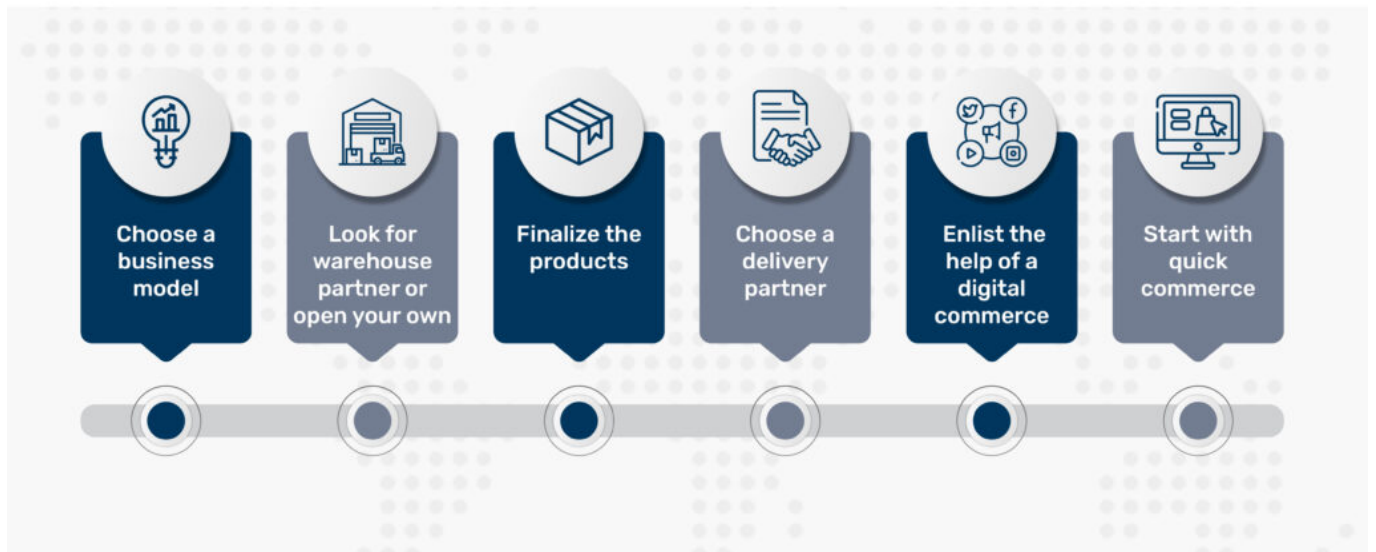 Choose a
business
model
Look for
warehouse
partner or
open your own
Finalize the
products
Choose a
delivery
partner
Enlist the
help of a
digital
commerce
Start with
quick
commerce